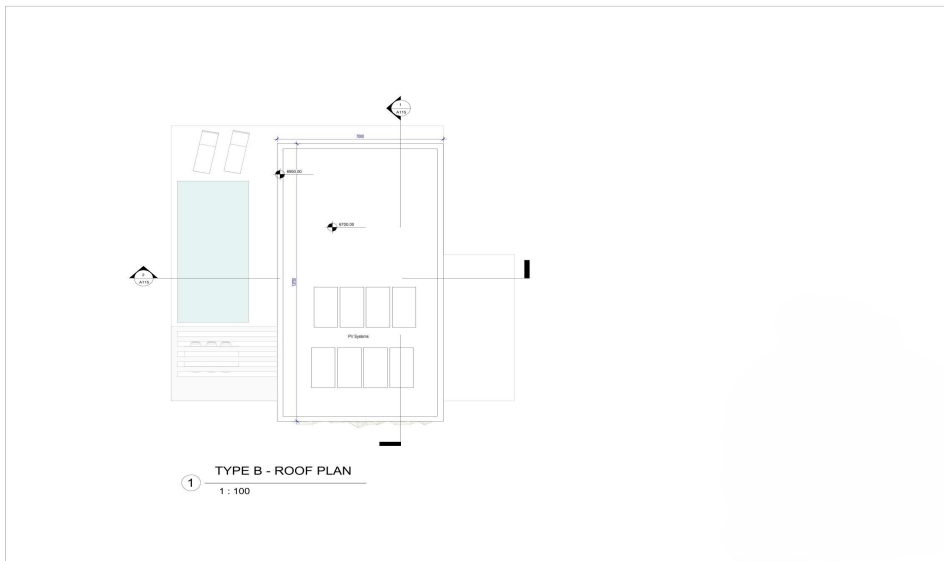 1
A115
6950.00
6700.00
2
A115
PV Systems
1
TYPE B - ROOF PLAN
1 : 100